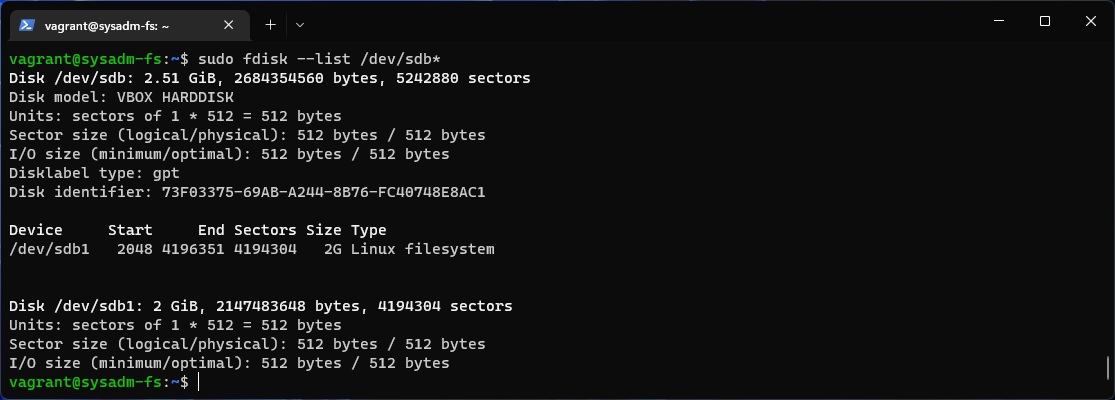 vagrant@sysadm-fs: ~
vagrant@sysadm-fs:~$ sudo fdisk --list /dev/sdb*
Disk /dev/sdb: 2.51 GiB, 2684354560 bytes, 5242880 sectors
Disk model: VBOX HARDDISK
Units: sectors of 1 * 512 = 512 bytes
Sector size (logical/physical): 512 bytes / 512 bytes
I/O size (minimum/optimal): 512 bytes / 512 bytes
Disklabel type: gpt
Disk identifier: 73F03375-69AB-A244-8B76-FC40748E8AC1
Device     Start     End Sectors Size Type
/dev/sdb1   2048 4196351 4194304   2G Linux filesystem
Disk /dev/sdb1: 2 GiB, 2147483648 bytes, 4194304 sectors
Units: sectors of 1 * 512 = 512 bytes
Sector size (logical/physical): 512 bytes / 512 bytes
I/O size (minimum/optimal): 512 bytes / 512 bytes
vagrant@sysadm-fs:~$